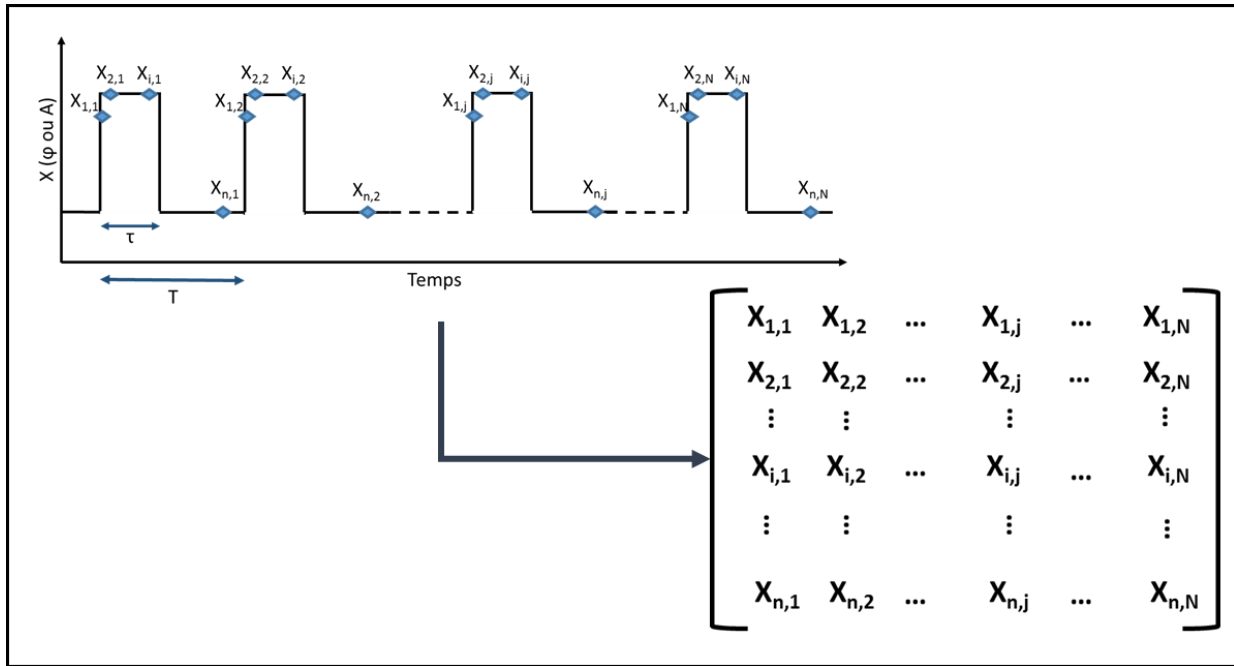 X2,1 Xi,1 X2,2 Xi,2 X2,j Xi,j X2,N Xi,N
X1,1 X1,2 X1,j X1,N
X (φ ou A)
Xn,1 Xn,2 Xn,j Xn,N
τ
T
Temps
X1,1 X1,2 ... X1,j ... X1,N
X2,1 X2,2 ... X2,j ... X2,N
⋮ ⋮ ⋮ ⋮
Xi,1 Xi,2 ... Xi,j ... Xi,N
⋮ ⋮ ⋮ ⋮
Xn,1 Xn,2 ... Xn,j ... Xn,N